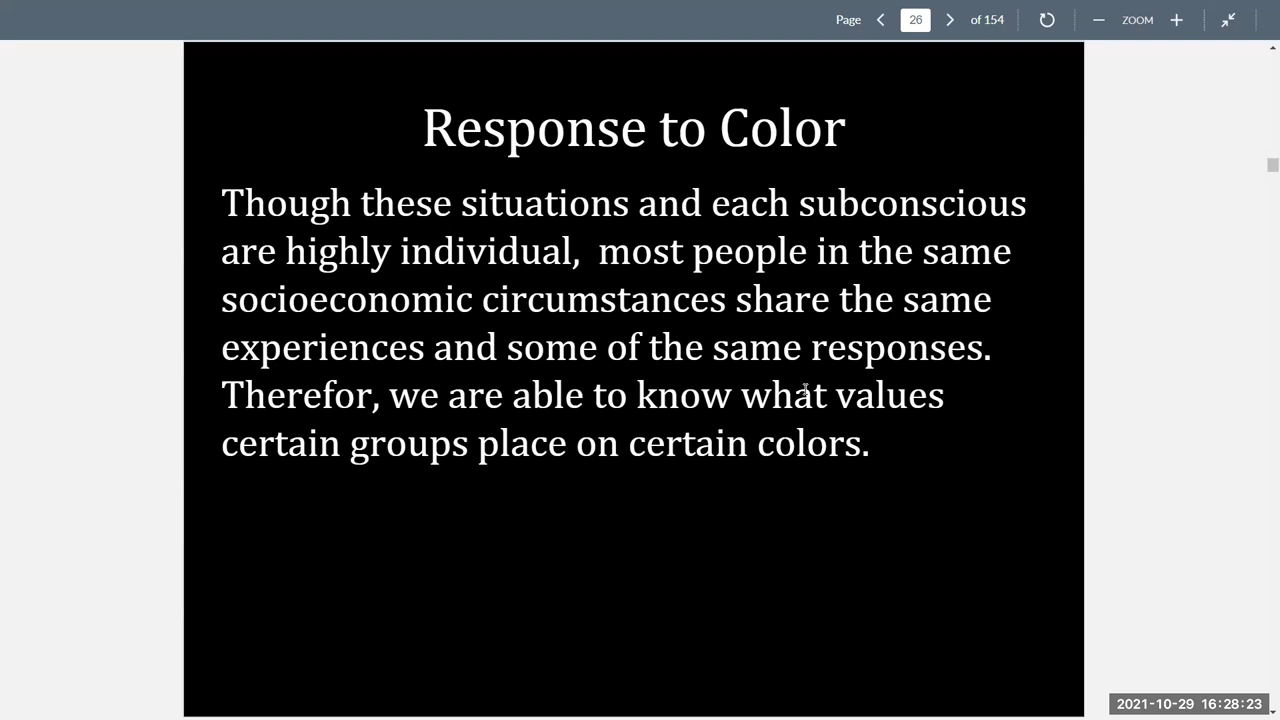 Page 26 of 154 ZOOM
Response to Color
Though these situations and each subconscious
are highly individual,  most people in the same
socioeconomic circumstances share the same
experiences and some of the same responses.
Therefor, we are able to know what values
certain groups place on certain colors.
2021-10-29 16:28:23